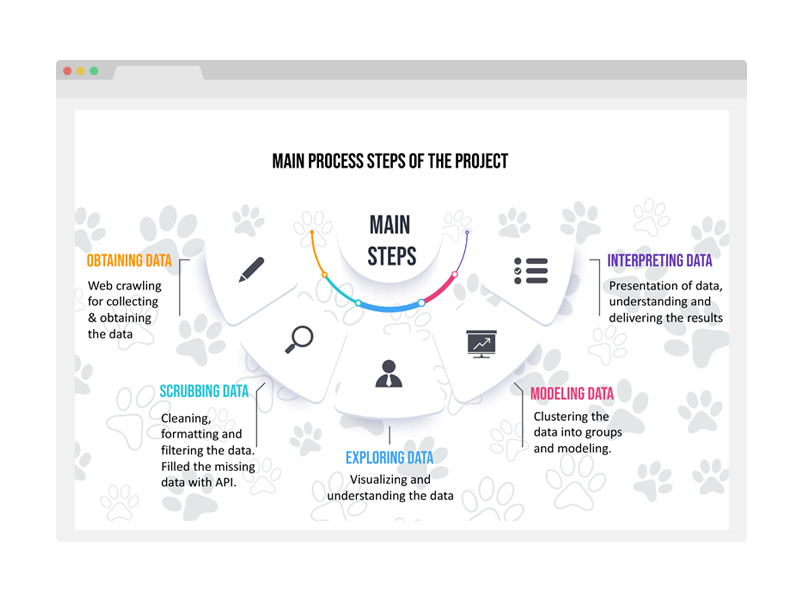 MAIN PROCESS STEPS OF THE PROJECT
MAIN
STEPS
OBTAINING DATA
Web crawling
for collecting
& obtaining
the data
SCRUBBING DATA
Cleaning,
formatting and
filtering the data.
Filled the missing
data with API.
EXPLORING DATA
Visualizing and
understanding the data
MODELING DATA
Clustering the
data into groups
and modeling.
INTERPRETING DATA
Presentation of data,
understanding and
delivering the results